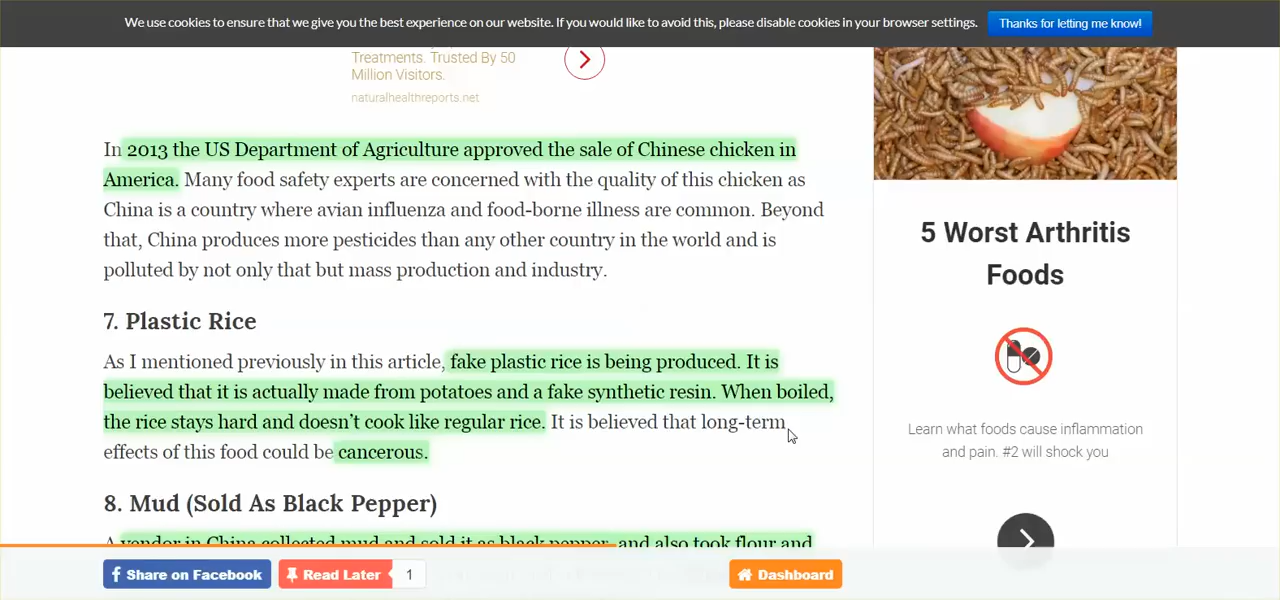 We use cookies to ensure that we give you the best experience on our website. If you would like to avoid this, please disable cookies in your browser settings.
Thanks for letting me know!
Treatments. Trusted By 50
Million Visitors.
naturalhealthreports.net
In 2013 the US Department of Agriculture approved the sale of Chinese chicken in
America. Many food safety experts are concerned with the quality of this chicken as
China is a country where avian influenza and food-borne illness are common. Beyond
that, China produces more pesticides than any other country in the world and is
polluted by not only that but mass production and industry.
7. Plastic Rice
As I mentioned previously in this article, fake plastic rice is being produced. It is
believed that it is actually made from potatoes and a fake synthetic resin. When boiled,
the rice stays hard and doesn't cook like regular rice. It is believed that long-term
effects of this food could be cancerous.
8. Mud (Sold As Black Pepper)
A vendor in China collected mud and sold it as black pepper, and also took flour and
5 Worst Arthritis
Foods
Learn what foods cause inflammation
and pain. #2 will shock you
Share on Facebook
Read Later
1
Dashboard